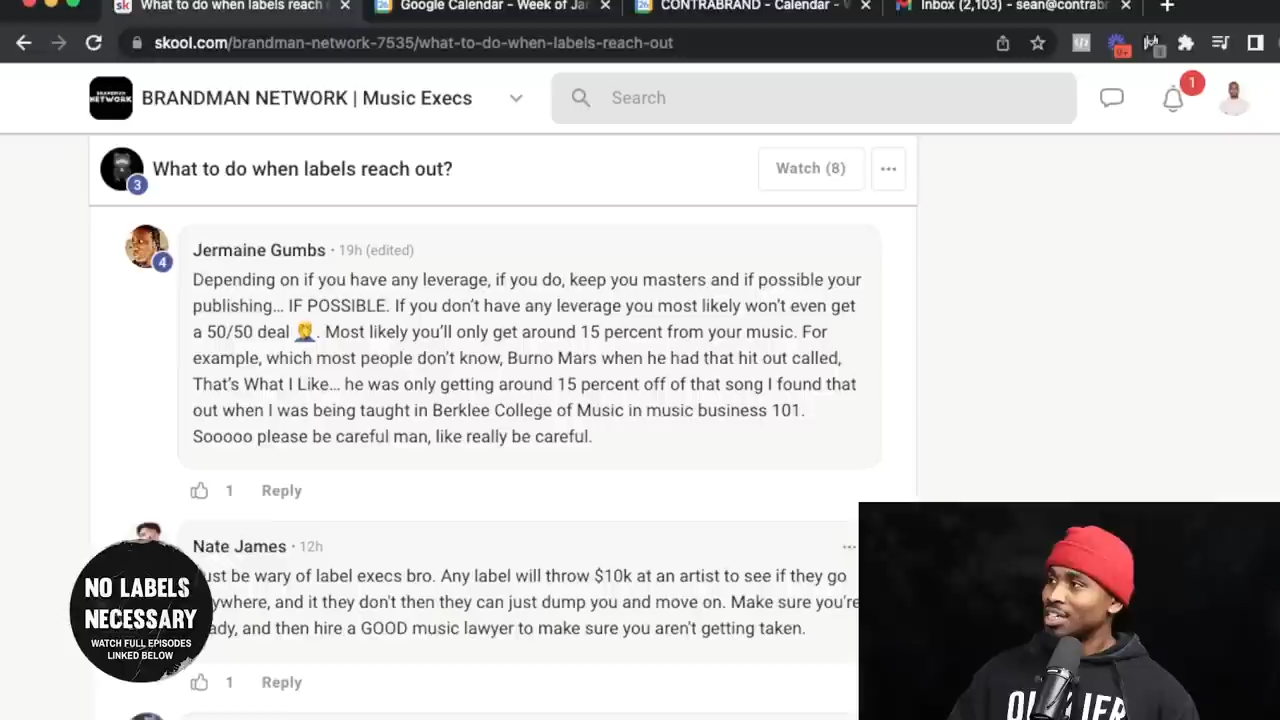 What to do when labels reach
Google Calendar - Week of Ja
CONTRABRAND - Calendar - V
Inbox (2,103) - sean@contrab
skool.com/brandman-network-7535/what-to-do-when-labels-reach-out
BRANDMAN NETWORK | Music Execs
Search
1
3
What to do when labels reach out?
Watch (8)
4
Jermaine Gumbs · 19h (edited)
Depending on if you have any leverage, if you do, keep you masters and if possible your
publishing… IF POSSIBLE. If you don’t have any leverage you most likely won’t even get
a 50/50 deal 🤦. Most likely you’ll only get around 15 percent from your music. For
example, which most people don’t know, Burno Mars when he had that hit out called,
That’s What I Like… he was only getting around 15 percent off of that song I found that
out when I was being taught in Berklee College of Music in music business 101.
Sooooo please be careful man, like really be careful.
1 Reply
Nate James · 12h
ust be wary of label execs bro. Any label will throw $10k at an artist to see if they go
ywhere, and it they don't then they can just dump you and move on. Make sure you're
ady, and then hire a GOOD music lawyer to make sure you aren't getting taken.
1 Reply
NO LABELS
NECESSARY
WATCH FULL EPISODES
LINKED BELOW